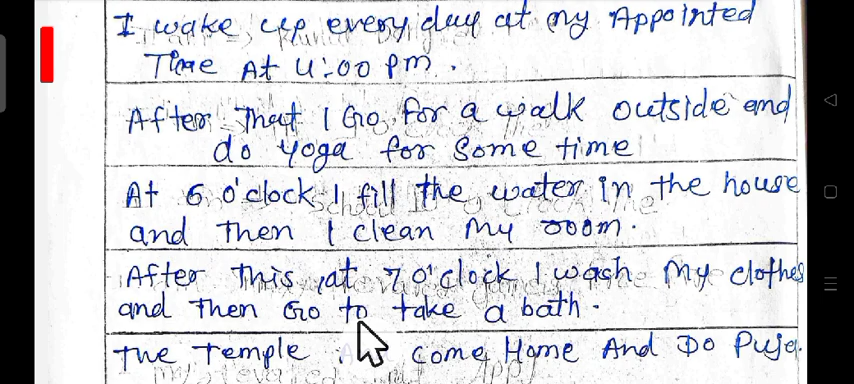 I wake up every day at my Appointed
Time At 4:00 pm.
After That I Go for a walk outside and
do yoga for some time
At 6 o'clock I fill the water in the house
and Then I clean My room.
After this at 7 o'clock I wash My clothes
and Then Go to take a bath.
The Temple come Home And Do Puja.